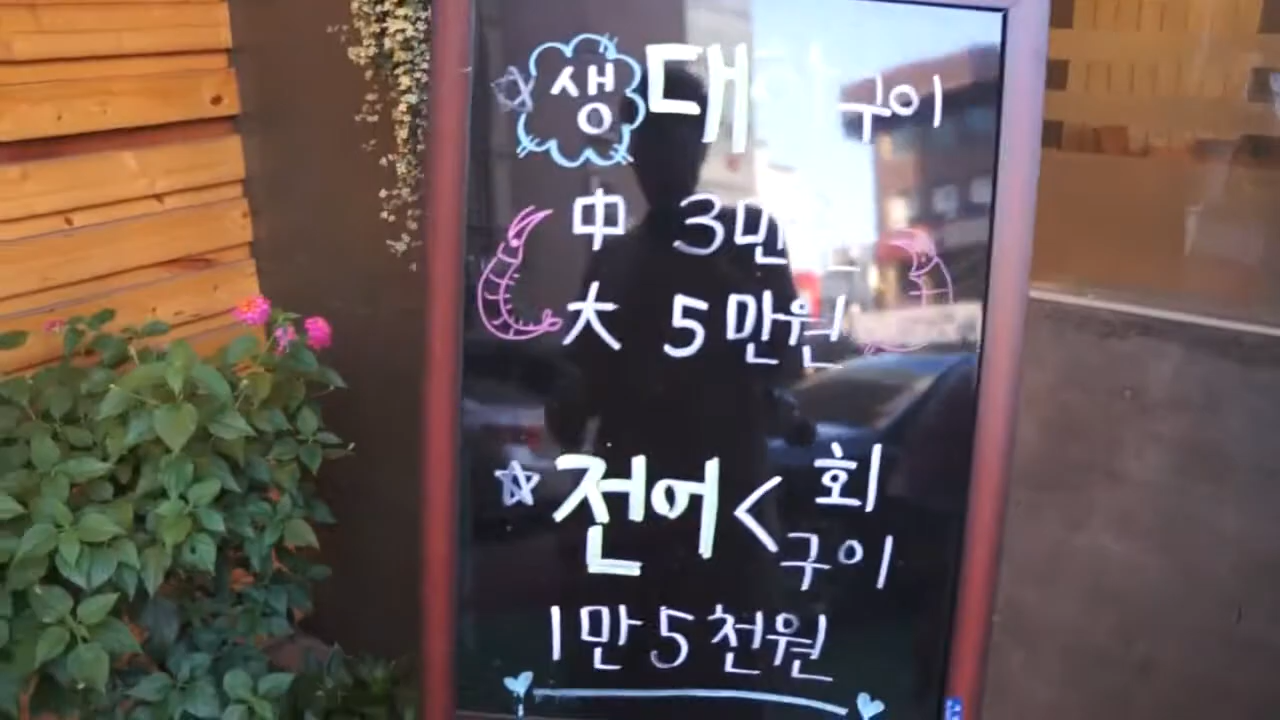 생 대 구이
中 3만
大 5만원
전어 < 회
구이
1만 5천원